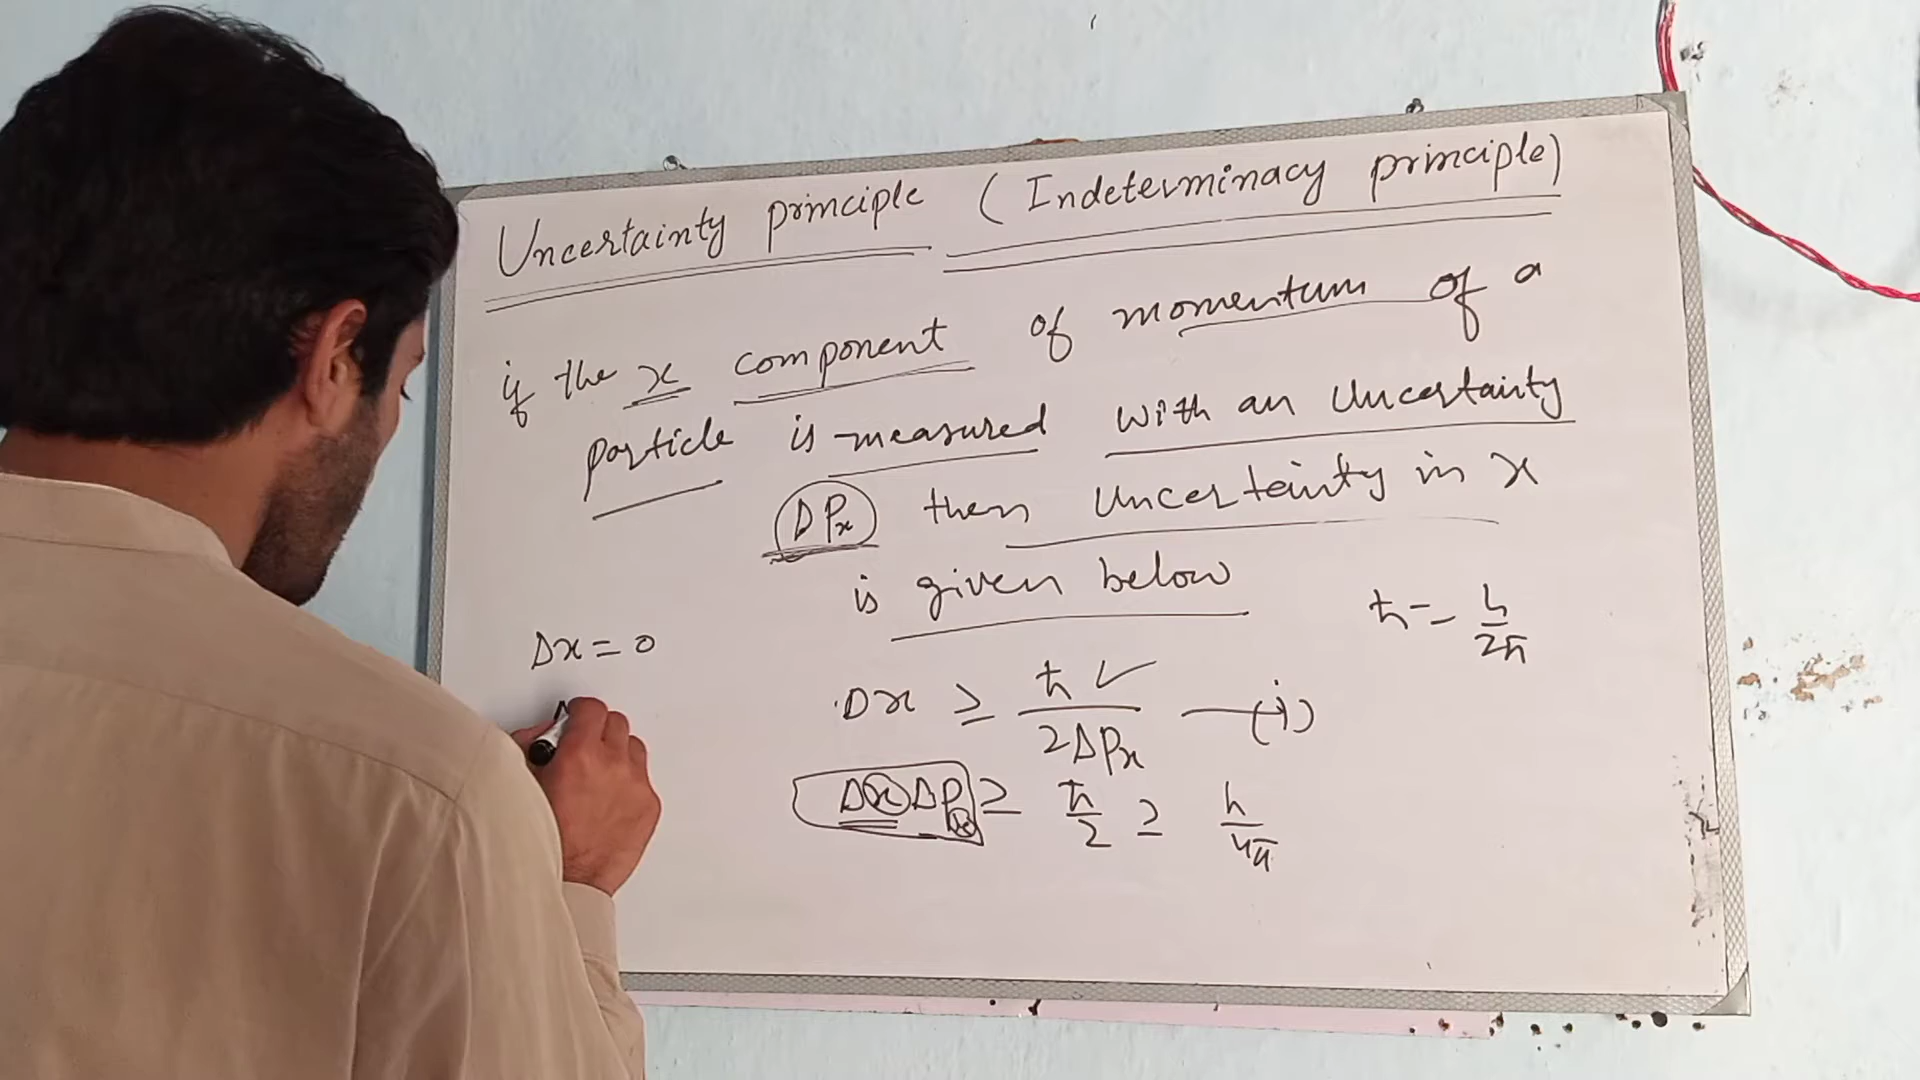 Uncertainty principle (Indeterminacy principle)
if the x component of momentum of a
particle is measured with an Uncertainty
ΔPx then Uncertainty in x
is given below
ħ = h/2π
Δx = 0
Δx ≥ ħ/2ΔPx —(i)
ΔxΔPx ≥ ħ/2 ≥ h/4π